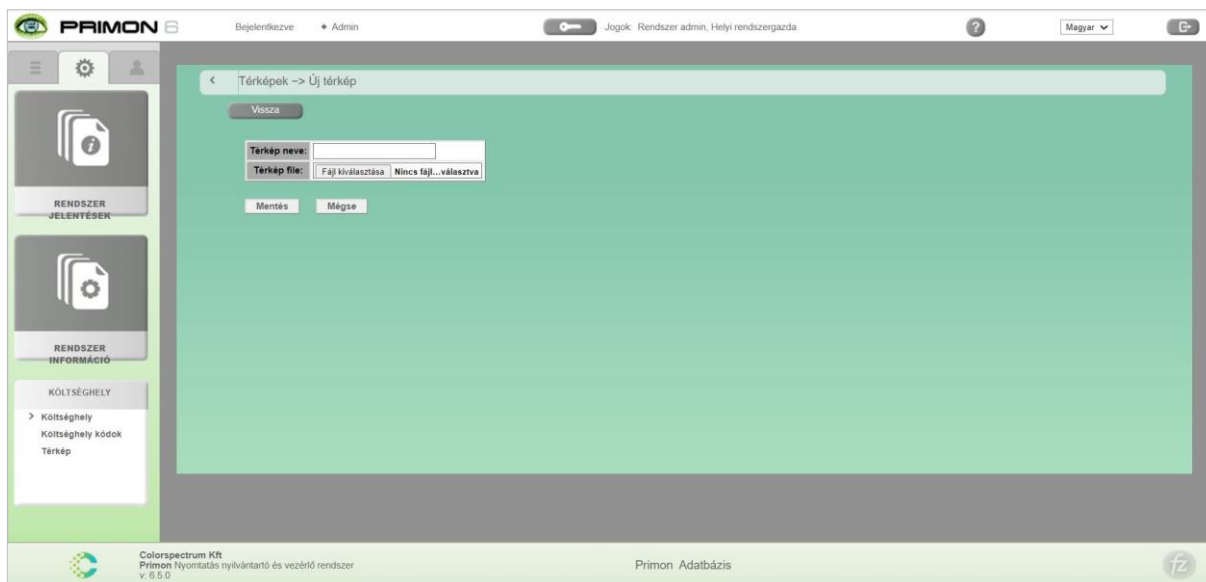 PRIMON 6
Bejelentkezve
Admin
Jogok: Rendszer admin, Helyi rendszergazda
?
Magyar
Térképek –> Új térkép
Vissza
Térkép neve:
Térkép file: Fájl kiválasztása Nincs fájl...választva
Mentés Mégse
RENDSZER
JELENTÉSEK
RENDSZER
INFORMÁCIÓ
KÖLTSÉGHELY
Költséghely
Költséghely kódok
Térkép
Colorspectrum Kft
Primon Nyomtatás nyilvántartó és vezérlő rendszer
v: 6.5.0
Primon Adatbázis
fz